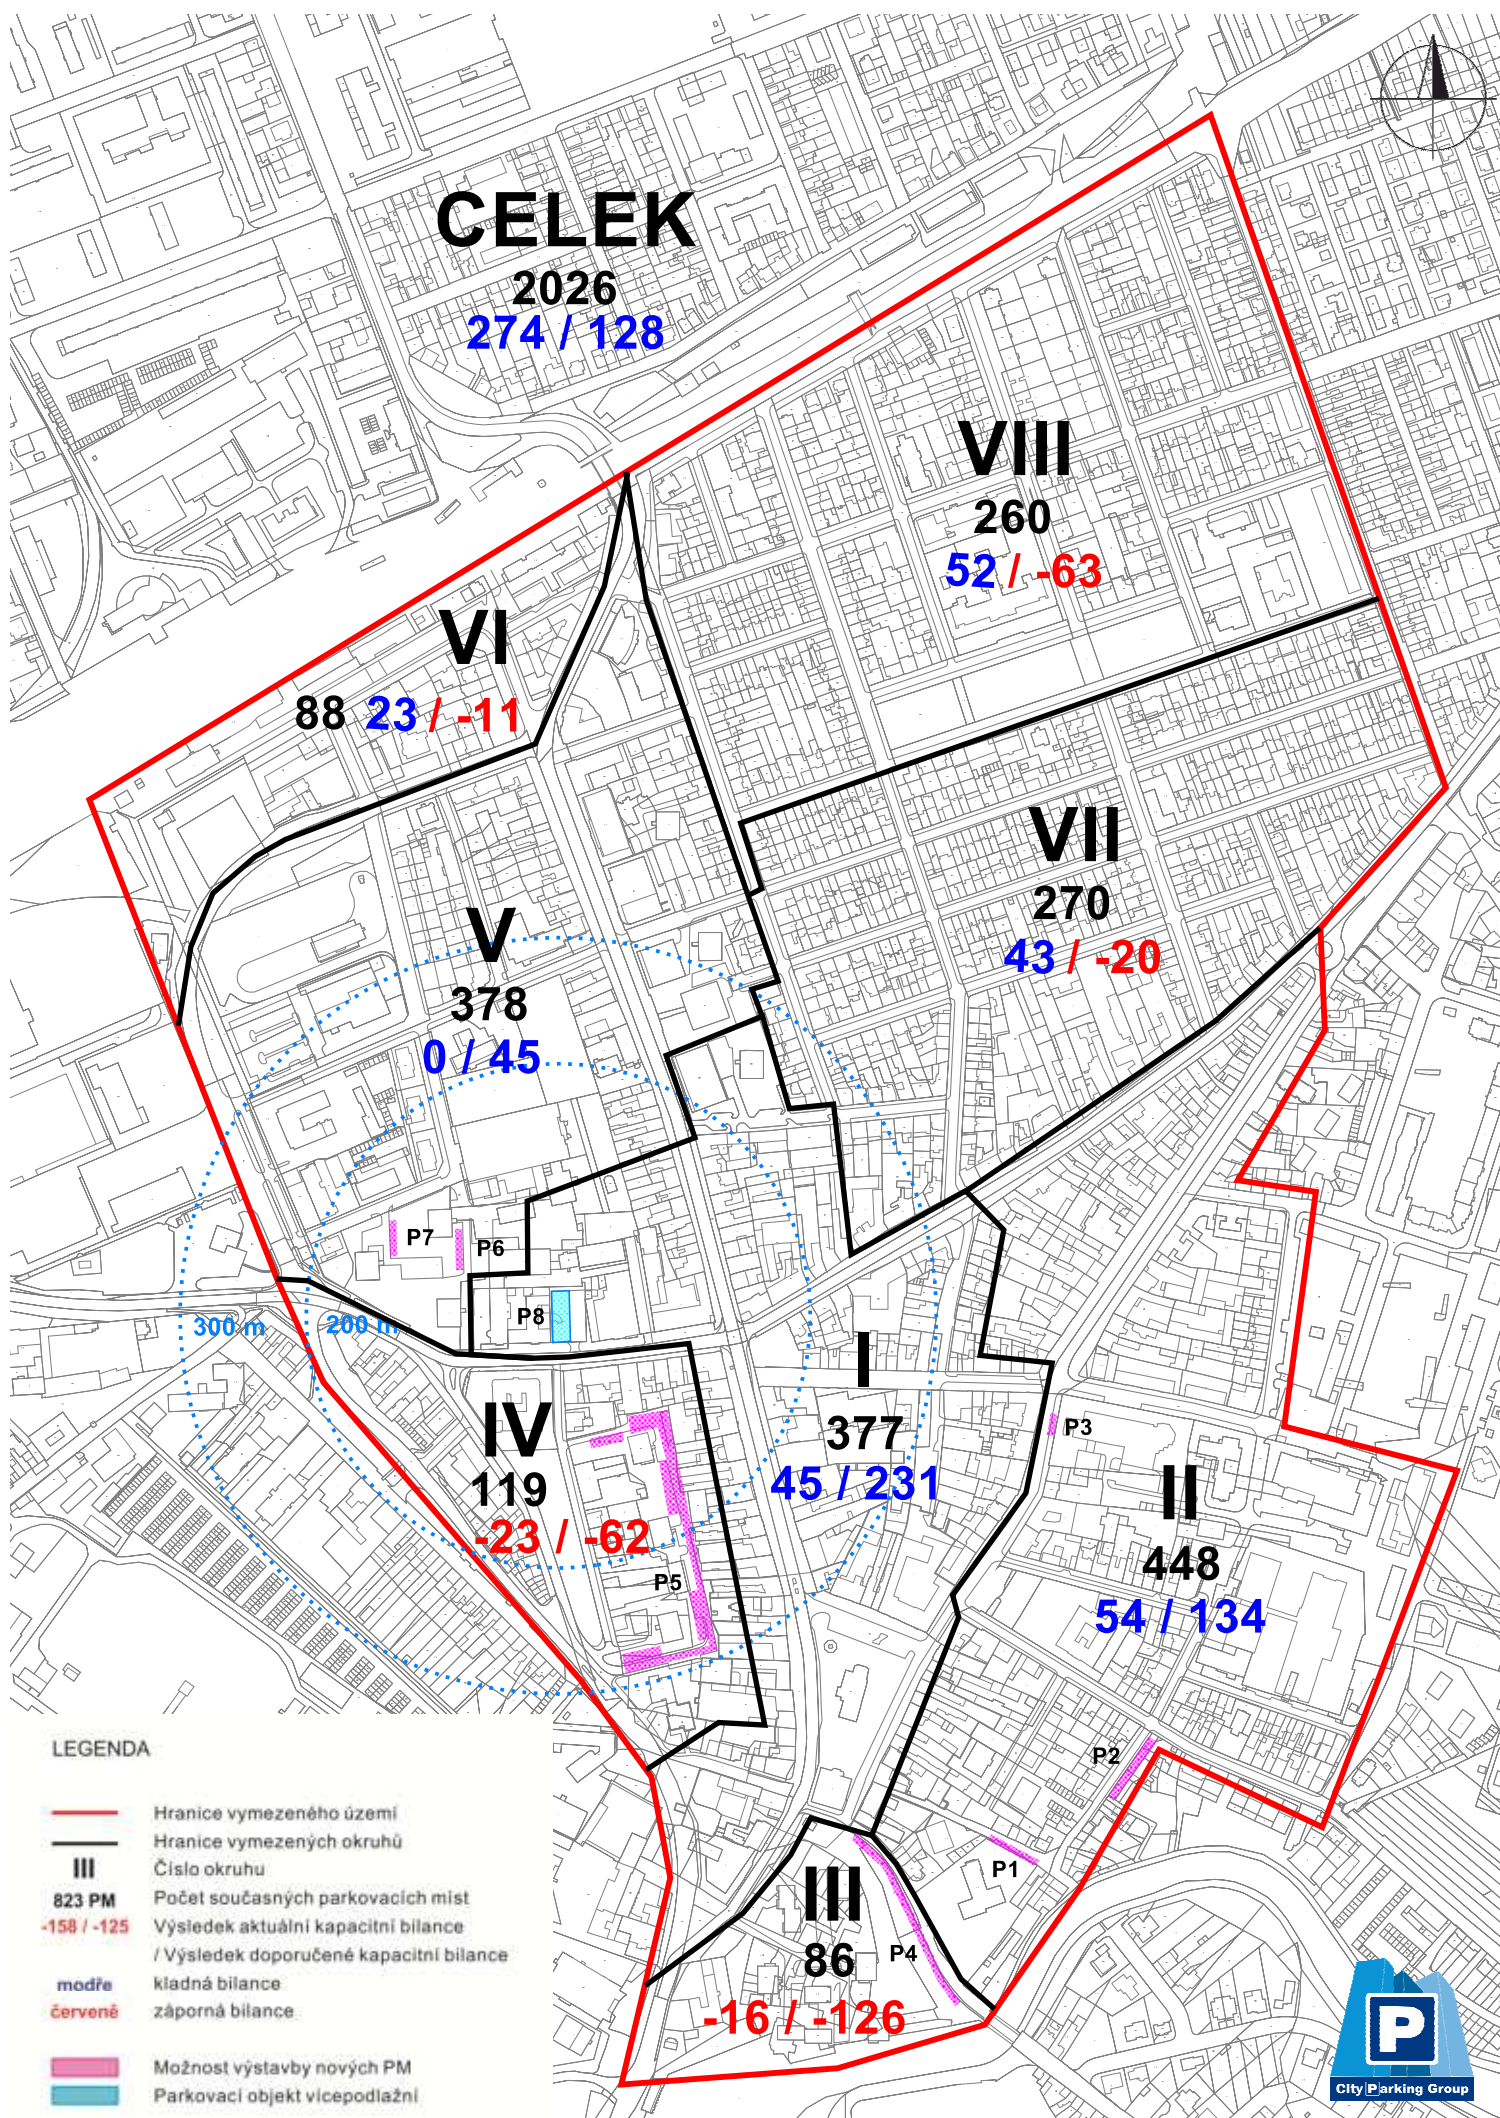 CELEK
2026
274 / 128
VIII
260
52 / -63
VI
88 23 / -11
VII
270
43 / -20
V
378
0 / 45
P7
P6
P8
300 m
200 m
I
377
45 / 231
IV
119
-23 / -62
P5
P3
II
448
54 / 134
P2
P1
III
86
P4
-16 / -126
LEGENDA
Hranice vymezeného území
Hranice vymezených okruhů
III Číslo okruhu
823 PM Počet současných parkovacích míst
-158 / -125 Výsledek aktuální kapacitní bilance
/ Výsledek doporučené kapacitní bilance
modře kladná bilance
červeně záporná bilance
Možnost výstavby nových PM
Parkovací objekt vícepodlažní
P
City Parking Group